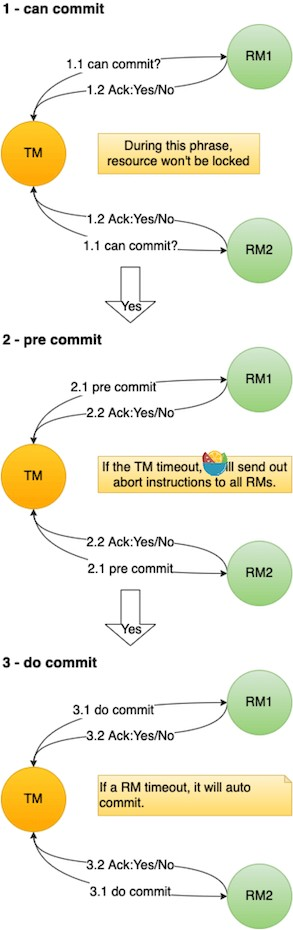 1 - can commit
RM1
1.1 can commit?
1.2 Ack:Yes/No
TM
During this phrase,
resource won't be locked
1.2 Ack:Yes/No
1.1 can commit?
RM2
Yes
2 - pre commit
RM1
2.1 pre commit
2.2 Ack:Yes/No
TM
If the TM timeout, ill send out
abort instructions to all RMs.
2.2 Ack:Yes/No
2.1 pre commit
RM2
Yes
3 - do commit
RM1
3.1 do commit
3.2 Ack:Yes/No
TM
If a RM timeout, it will auto
commit.
3.2 Ack:Yes/No
3.1 do commit
RM2